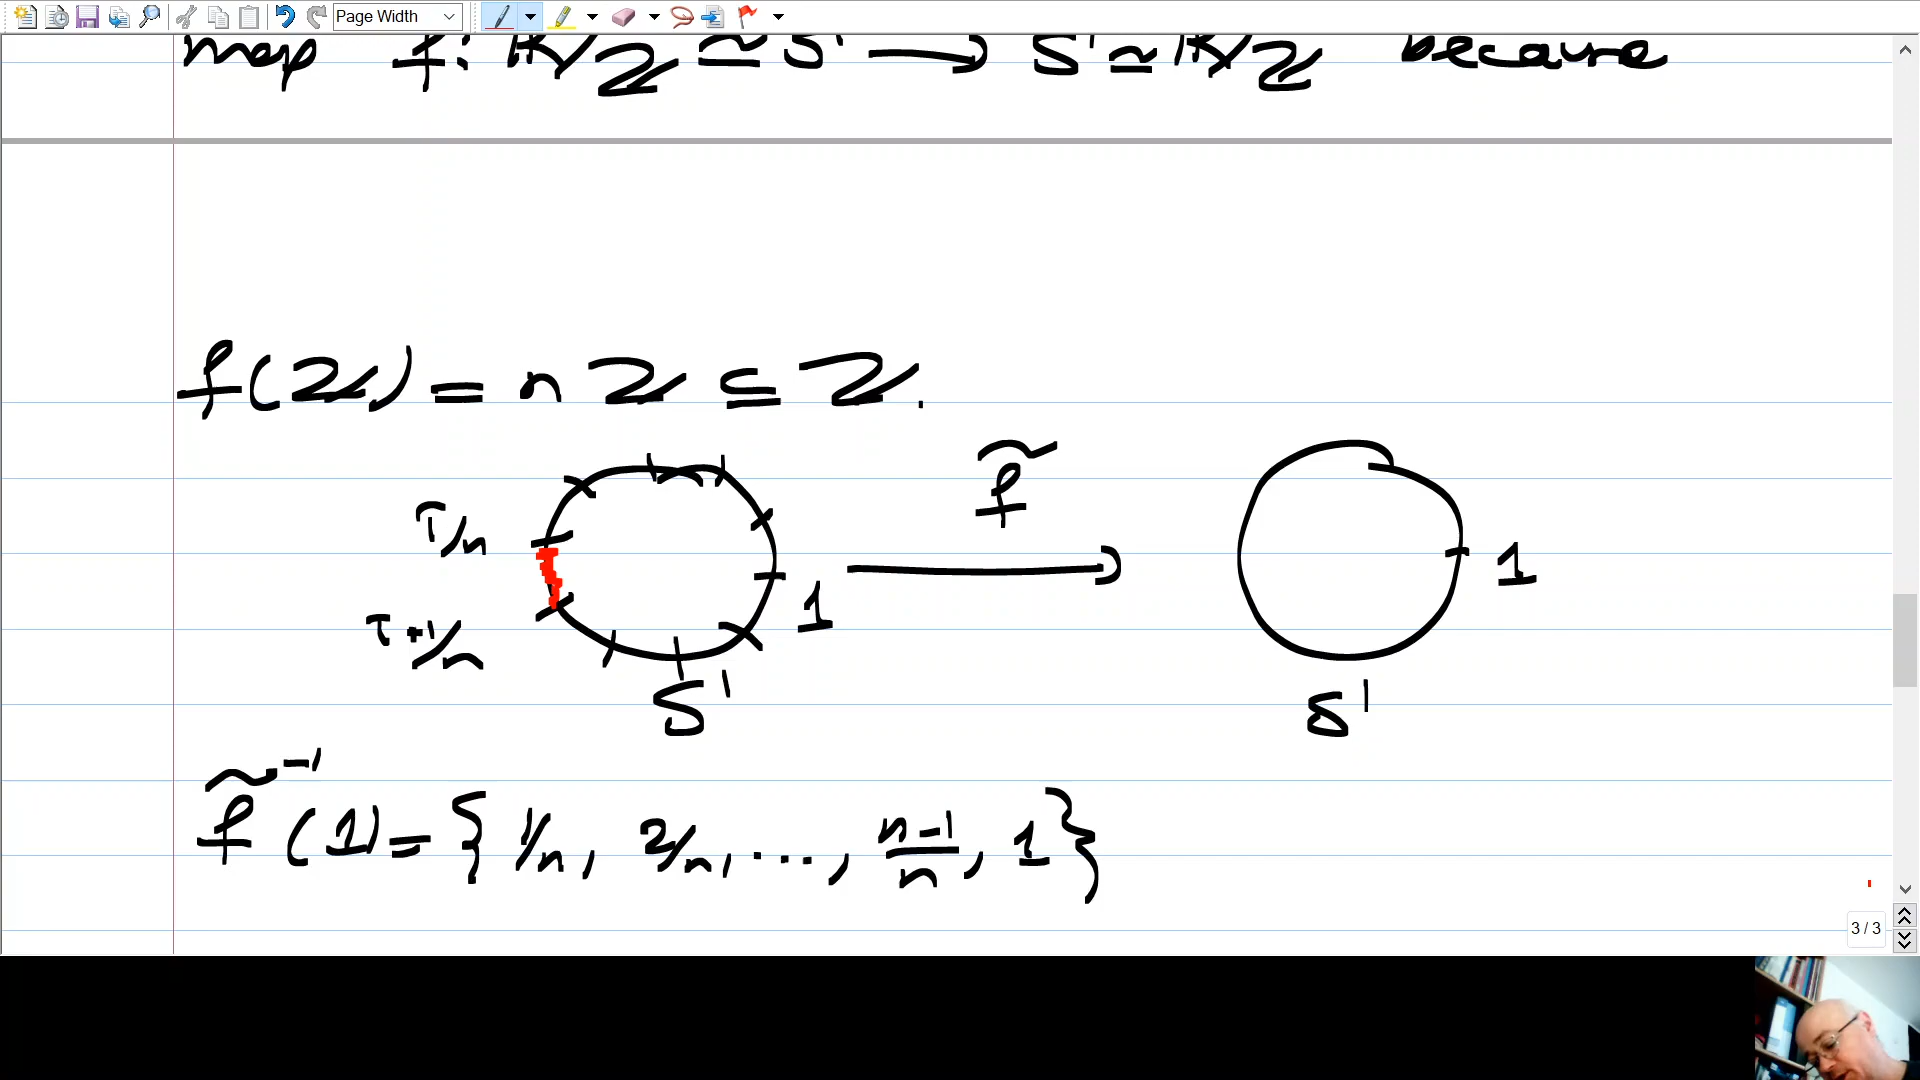 Page Width
map f: ℝ/ℤ ≃ S¹ → S¹ ≃ ℝ/ℤ because
f(ℤ) = nℤ ⊆ ℤ.
f̃
τ/n
1
1
τ+1/n
S¹
S¹
f̃⁻¹(1) = { 1/n, 2/n, ..., n-1/n, 1 }
3 / 3